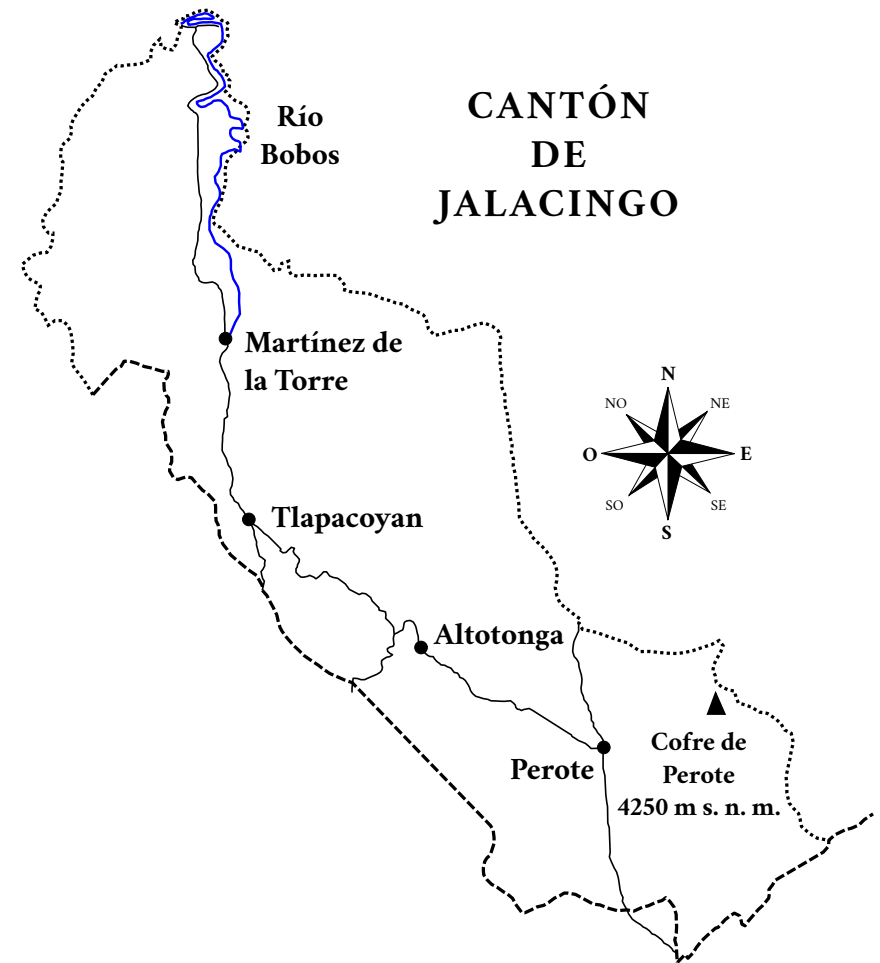 CANTÓN
DE
JALACINGO
Río
Bobos
Martínez de
la Torre
N
NO
NE
O
E
SO
SE
S
Tlapacoyan
Altotonga
Perote
Cofre de
Perote
4250 m s. n. m.